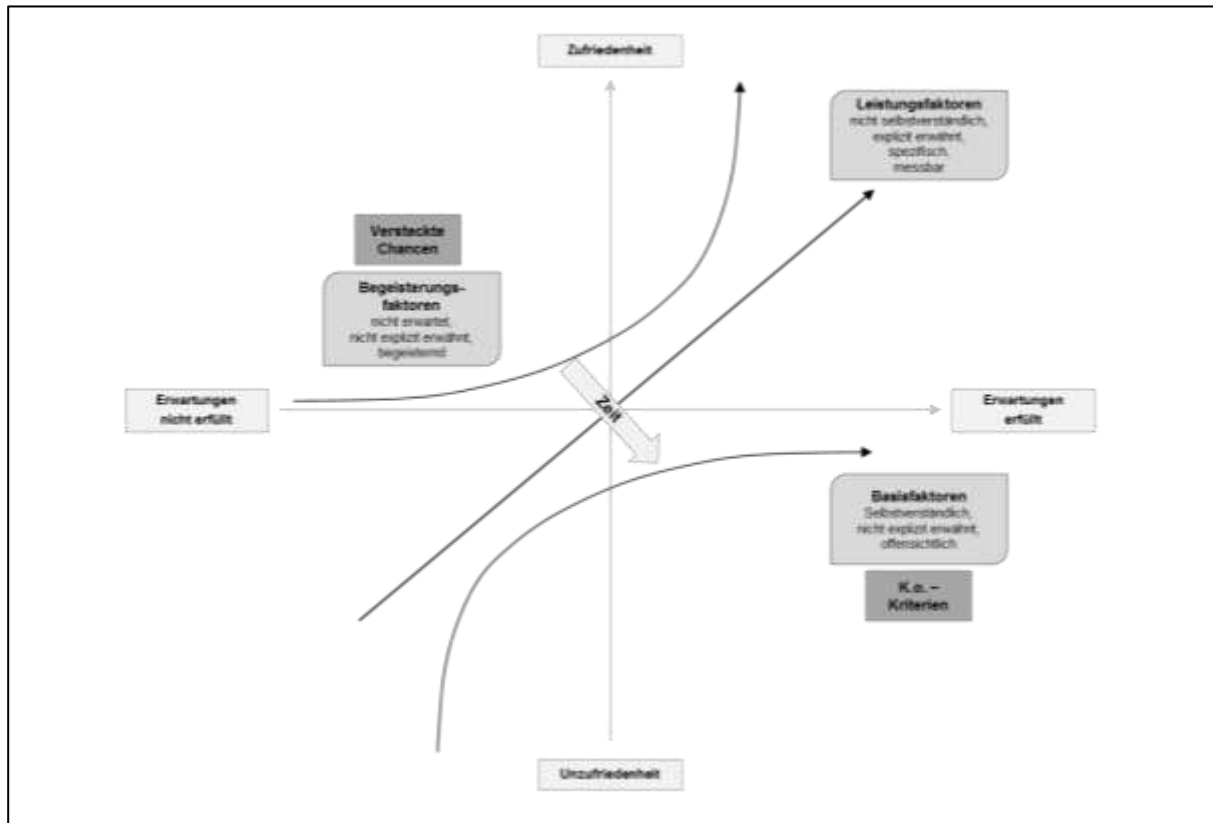 Zufriedenheit
Leistungsfaktoren
nicht selbstverständlich,
explizit erwähnt,
spezifisch,
messbar
Versteckte
Chancen
Begeisterungs-
faktoren
nicht erwartet,
nicht explizit erwähnt,
begeisternd
Erwartungen
nicht erfüllt
Zeit
Erwartungen
erfüllt
Basisfaktoren
Selbstverständlich,
nicht explizit erwähnt,
offensichtlich
K.o. –
Kriterien
Unzufriedenheit